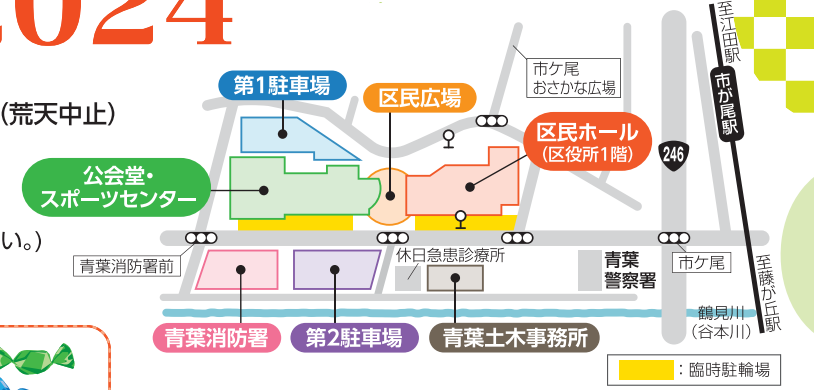 2024
(荒天中止)
い。)
第1駐車場
区民広場
市ケ尾
おさかな広場
区民ホール
(区役所1階)
公会堂・
スポーツセンター
246
至江田駅
市が尾駅
青葉消防署前
休日急患診療所
青葉
警察署
市ケ尾
至藤が丘駅
鶴見川
(谷本川)
青葉消防署
第2駐車場
青葉土木事務所
：臨時駐輪場